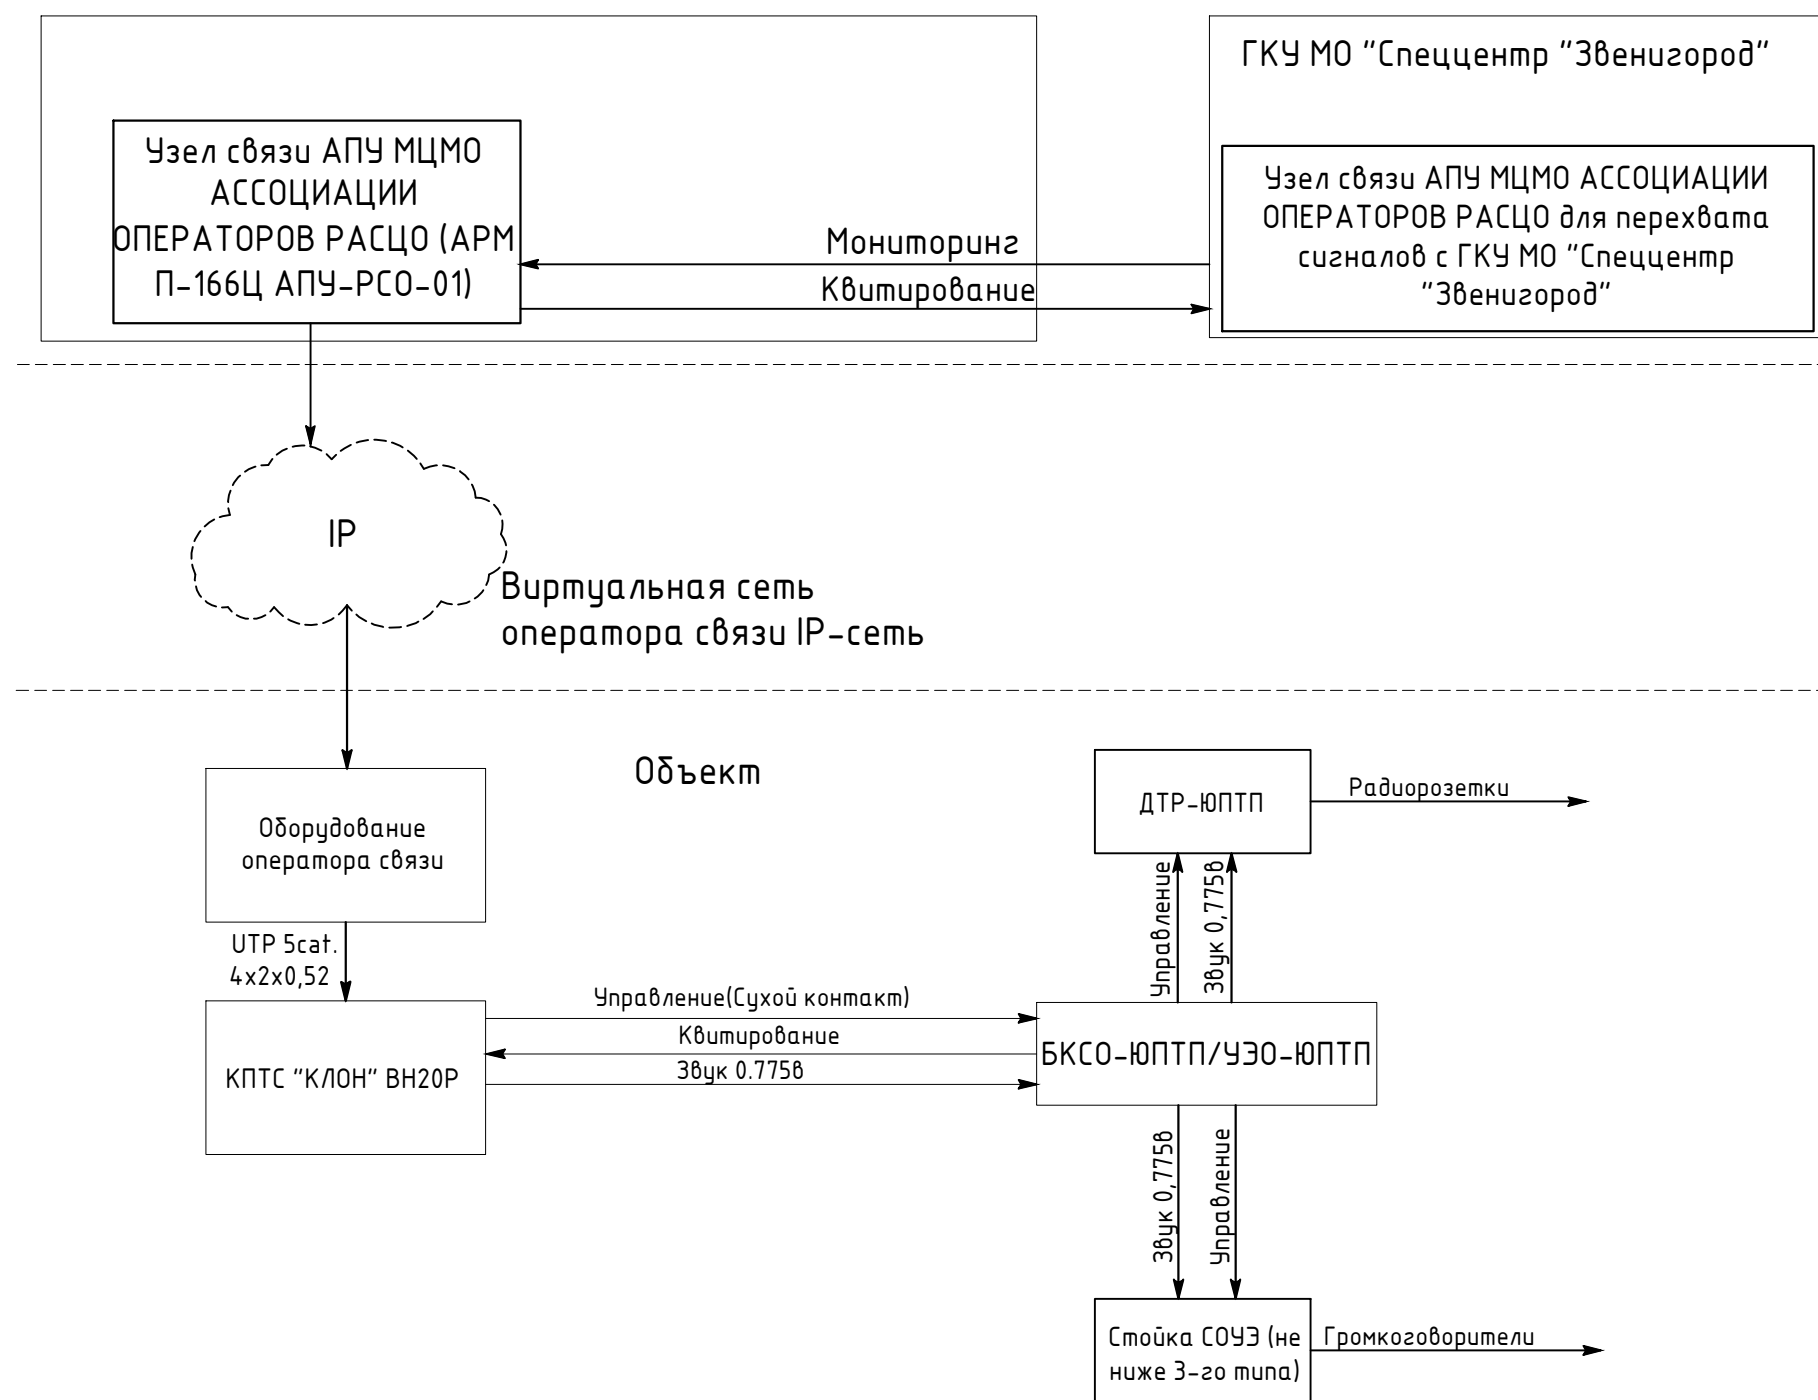 ГКУ МО "Спеццентр "Звенигород"
Узел связи АПУ МЦМО
АССОЦИАЦИИ
ОПЕРАТОРОВ РАСЦО (АРМ
П-166Ц АПУ-РСО-01)
Мониторинг
Квитирование
Узел связи АПУ МЦМО АССОЦИАЦИИ
ОПЕРАТОРОВ РАСЦО для перехвата
сигналов с ГКУ МО "Спеццентр
"Звенигород"
IP
Виртуальная сеть
оператора связи IP-сеть
Объект
Оборудование
оператора связи
UTP 5cat.
4x2x0,52
КПТС "КЛОН" ВН20Р
Управление(Сухой контакт)
Квитирование
Звук 0.775в
ДТР-ЮПТП
Радиорозетки
Управление
Звук 0,775в
БКСО-ЮПТП/УЭО-ЮПТП
Звук 0,775в
Управление
Стойка СОУЭ (не
ниже 3-го типа)
Громкоговорители